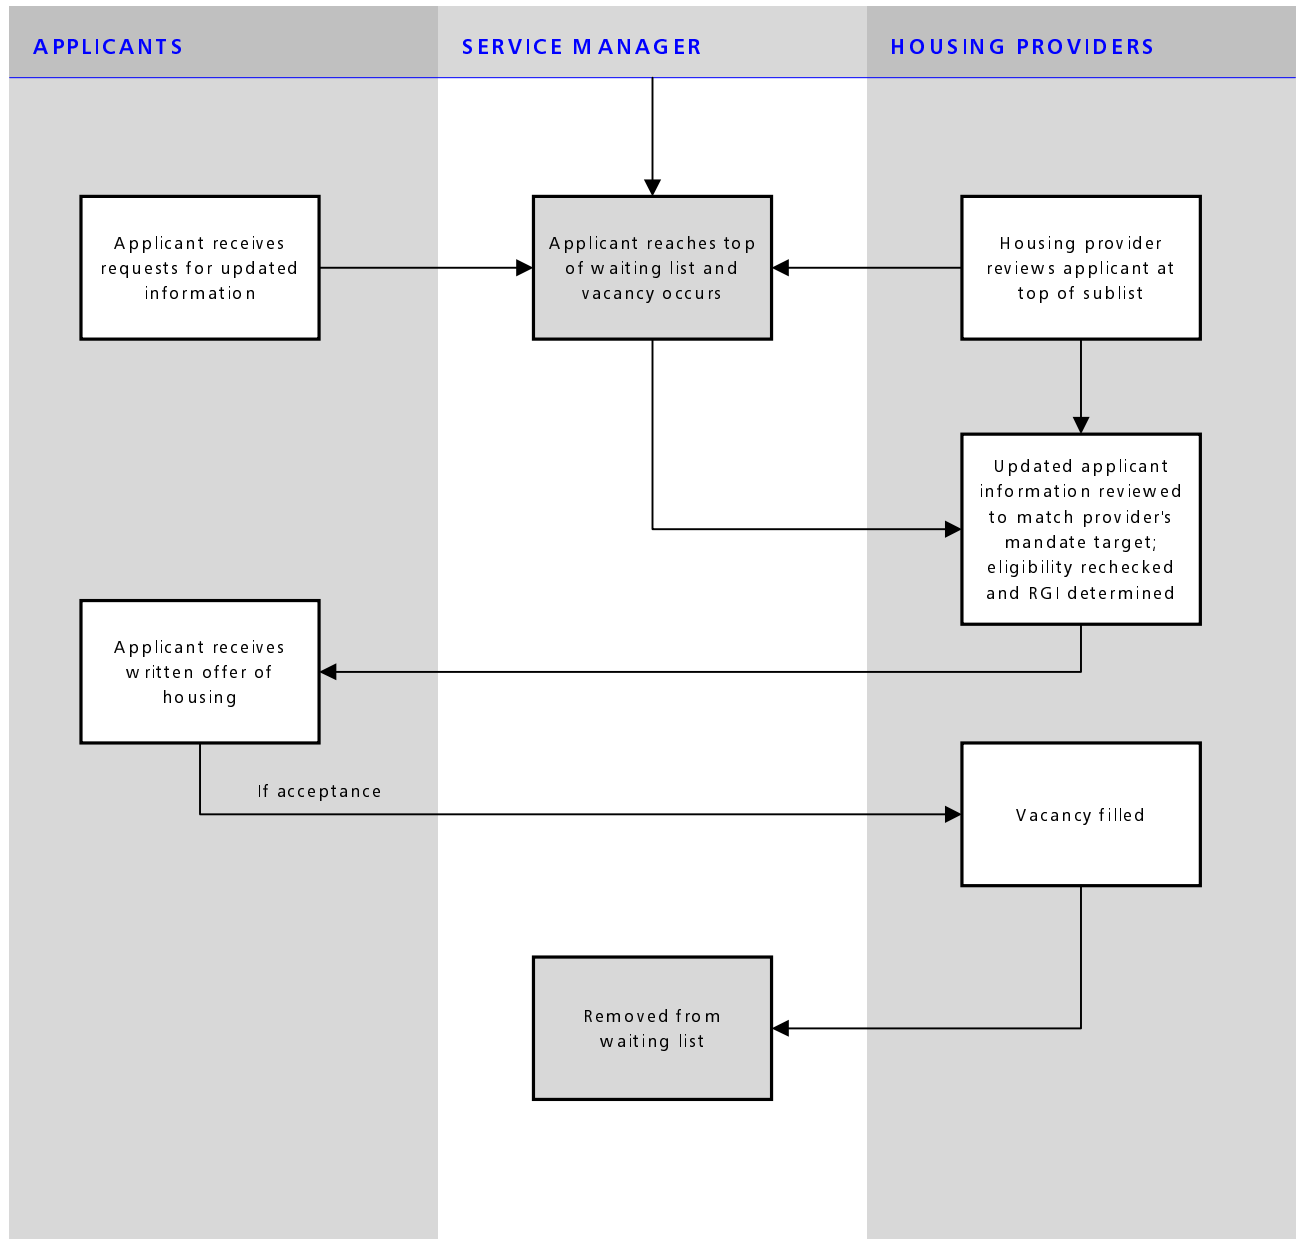 APPLICANTS
SERVICE MANAGER
HOUSING PROVIDERS
Applicant receives
requests for updated
information
Applicant reaches top
of waiting list and
vacancy occurs
Housing provider
reviews applicant at
top of sublist
Updated applicant
information reviewed
to match provider's
mandate target;
eligibility rechecked
and RGI determined
Applicant receives
written offer of
housing
If acceptance
Vacancy filled
Removed from
waiting list